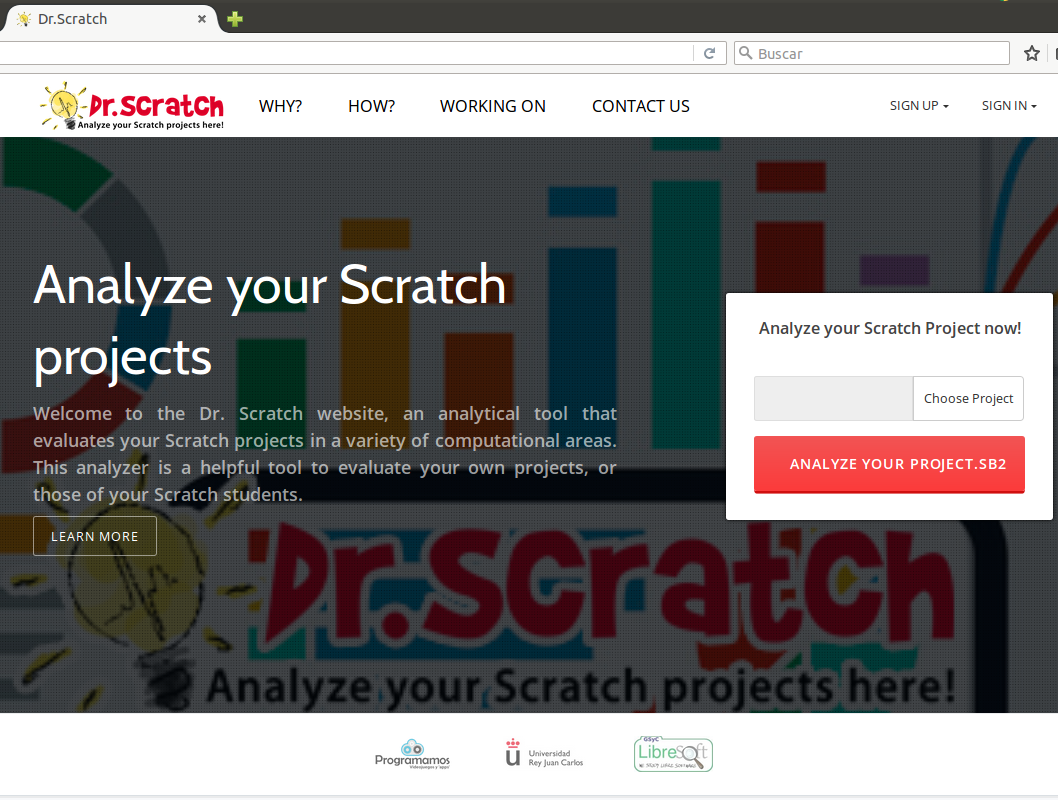 Dr.Scratch
Buscar
Dr.Scratch
Analyze your Scratch projects here!
WHY?
HOW?
WORKING ON
CONTACT US
SIGN UP
SIGN IN
Analyze your Scratch
projects
Welcome to the Dr. Scratch website, an analytical tool that
evaluates your Scratch projects in a variety of computational areas.
This analyzer is a helpful tool to evaluate your own projects, or
those of your Scratch students.
LEARN MORE
Analyze your Scratch Project now!
Choose Project
ANALYZE YOUR PROJECT.SB2
Dr.Scratch
Analyze your Scratch projects here!
Programamos
Videojuegos y apps
Universidad
Rey Juan Carlos
GSyC
LibreSoft